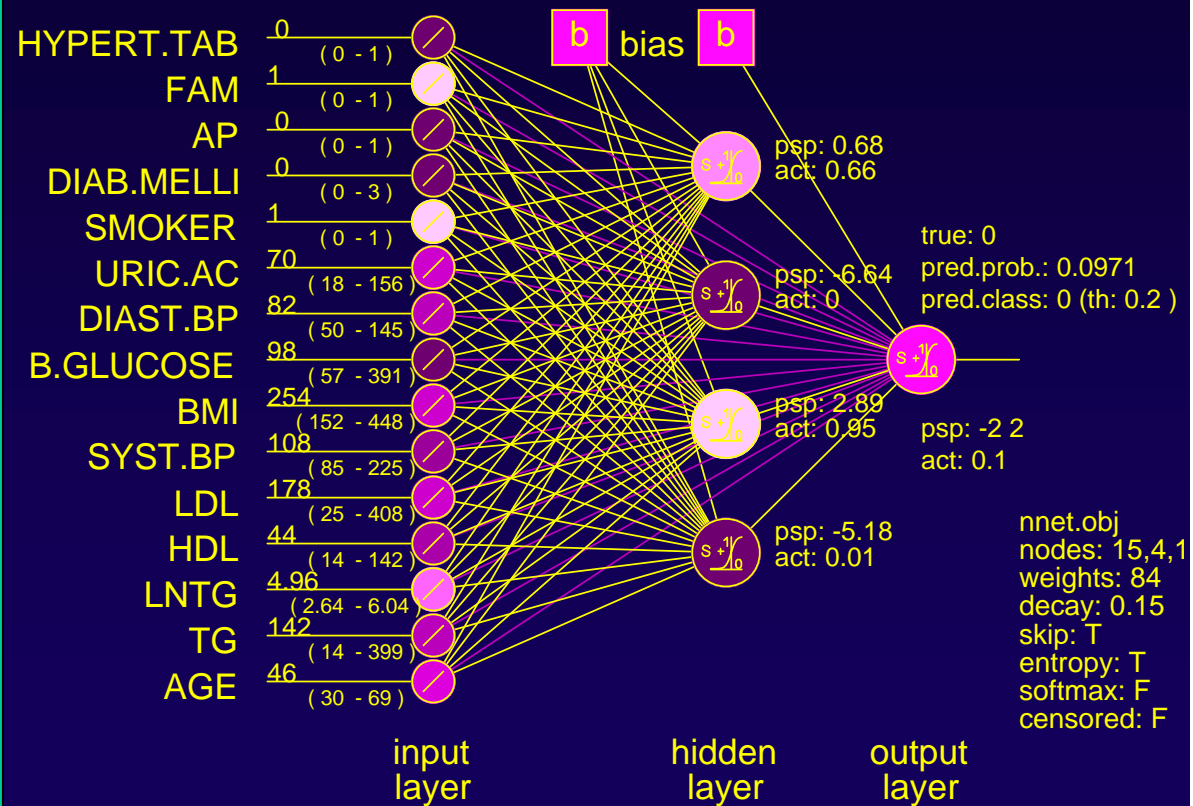 HYPERT.TAB 0 ( 0 - 1 )
FAM 1 ( 0 - 1 )
AP 0 ( 0 - 1 )
DIAB.MELLI 0 ( 0 - 3 )
SMOKER 1 ( 0 - 1 )
URIC.AC 70 ( 18 - 156 )
DIAST.BP 82 ( 50 - 145 )
B.GLUCOSE 98 ( 57 - 391 )
BMI 254 ( 152 - 448 )
SYST.BP 108 ( 85 - 225 )
LDL 178 ( 25 - 408 )
HDL 44 ( 14 - 142 )
LNTG 4.96 ( 2.64 - 6.04 )
TG 142 ( 14 - 399 )
AGE 46 ( 30 - 69 )
b bias b
psp: 0.68
act: 0.66
psp: -6.64
act: 0
psp: 2.89
act: 0.95
psp: -5.18
act: 0.01
true: 0
pred.prob.: 0.0971
pred.class: 0 (th: 0.2 )
psp: -2 2
act: 0.1
nnet.obj
nodes: 15,4,1
weights: 84
decay: 0.15
skip: T
entropy: T
softmax: F
censored: F
input
layer
hidden
layer
output
layer